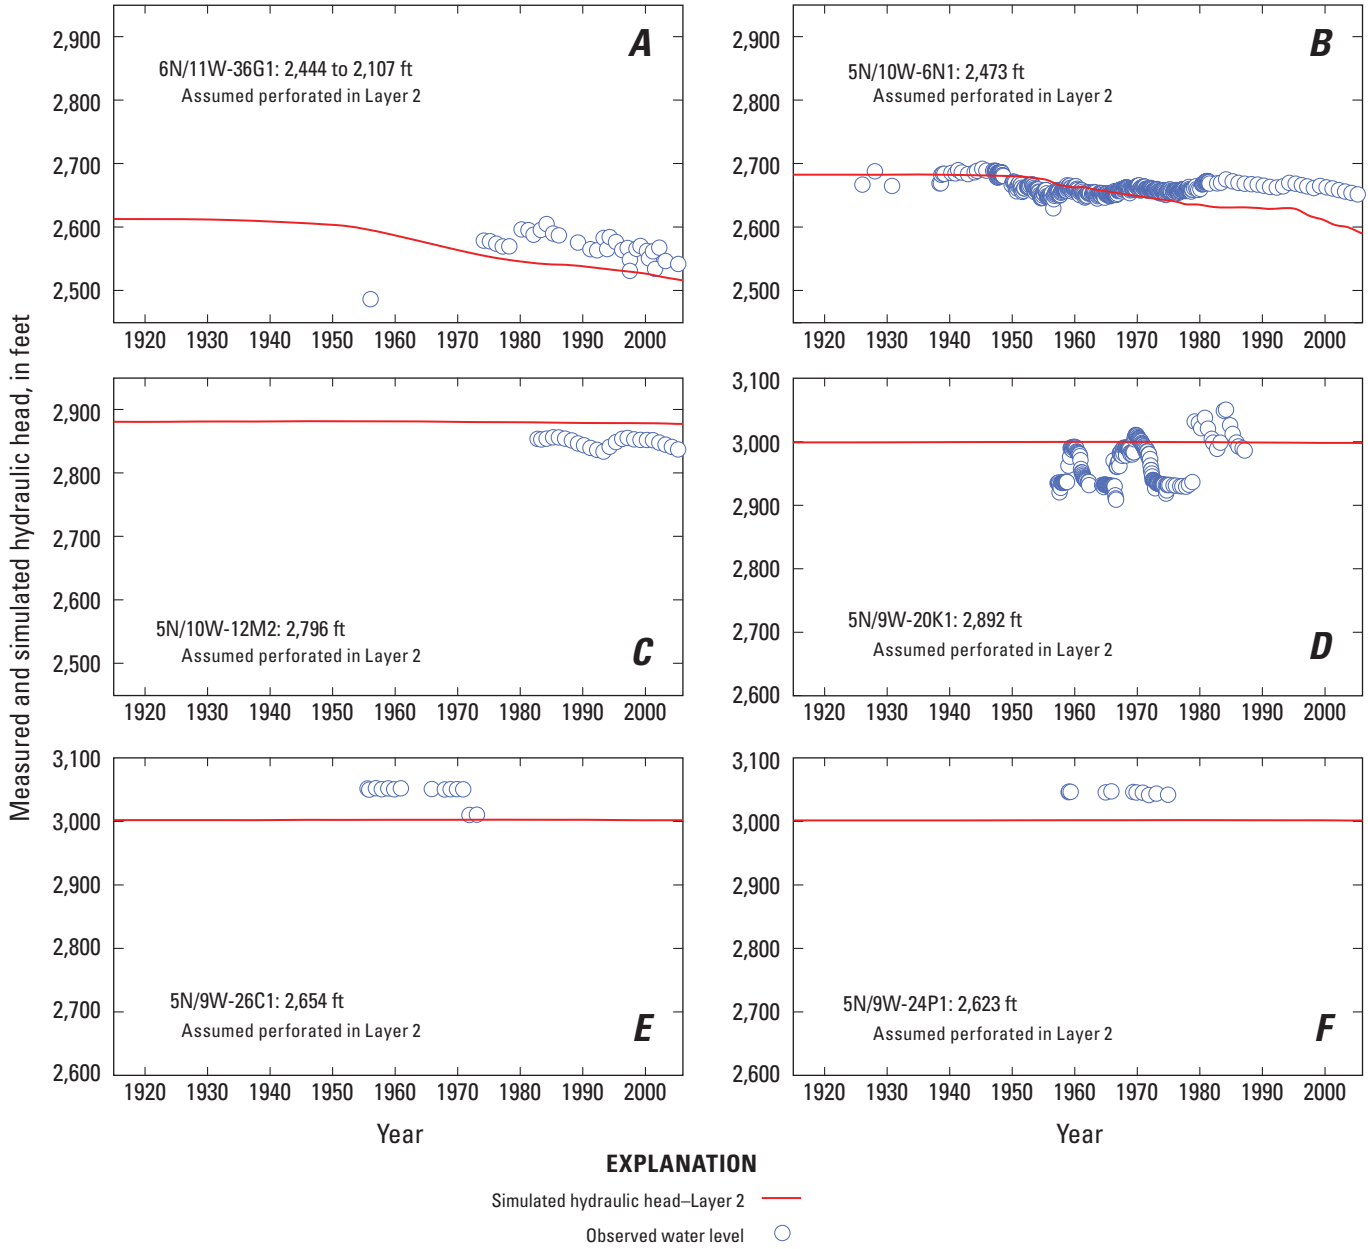 Measured and simulated hydraulic head, in feet
2,900
2,800
2,700
2,600
2,500
A
6N/11W-36G1: 2,444 to 2,107 ft
Assumed perforated in Layer 2
1920 1930 1940 1950 1960 1970 1980 1990 2000
2,900
2,800
2,700
2,600
2,500
B
5N/10W-6N1: 2,473 ft
Assumed perforated in Layer 2
1920 1930 1940 1950 1960 1970 1980 1990 2000
2,900
2,800
2,700
2,600
2,500
5N/10W-12M2: 2,796 ft
Assumed perforated in Layer 2
C
1920 1930 1940 1950 1960 1970 1980 1990 2000
3,100
3,000
2,900
2,800
2,700
2,600
5N/9W-20K1: 2,892 ft
Assumed perforated in Layer 2
D
1920 1930 1940 1950 1960 1970 1980 1990 2000
3,100
3,000
2,900
2,800
2,700
2,600
5N/9W-26C1: 2,654 ft
Assumed perforated in Layer 2
E
1920 1930 1940 1950 1960 1970 1980 1990 2000
Year
3,100
3,000
2,900
2,800
2,700
2,600
5N/9W-24P1: 2,623 ft
Assumed perforated in Layer 2
F
1920 1930 1940 1950 1960 1970 1980 1990 2000
Year
EXPLANATION
Simulated hydraulic head–Layer 2
Observed water level